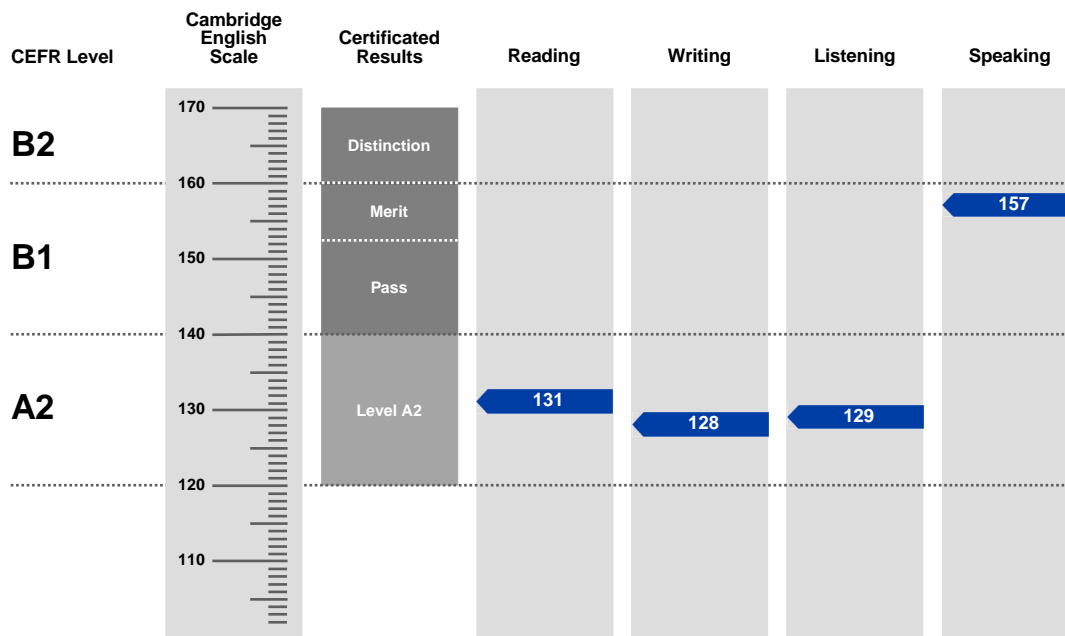 CEFR Level
Cambridge
English
Scale
Certificated
Results
Reading
Writing
Listening
Speaking
170
B2
Distinction
160
157
Merit
B1
150
Pass
140
131
A2
130
Level A2
129
128
120
110